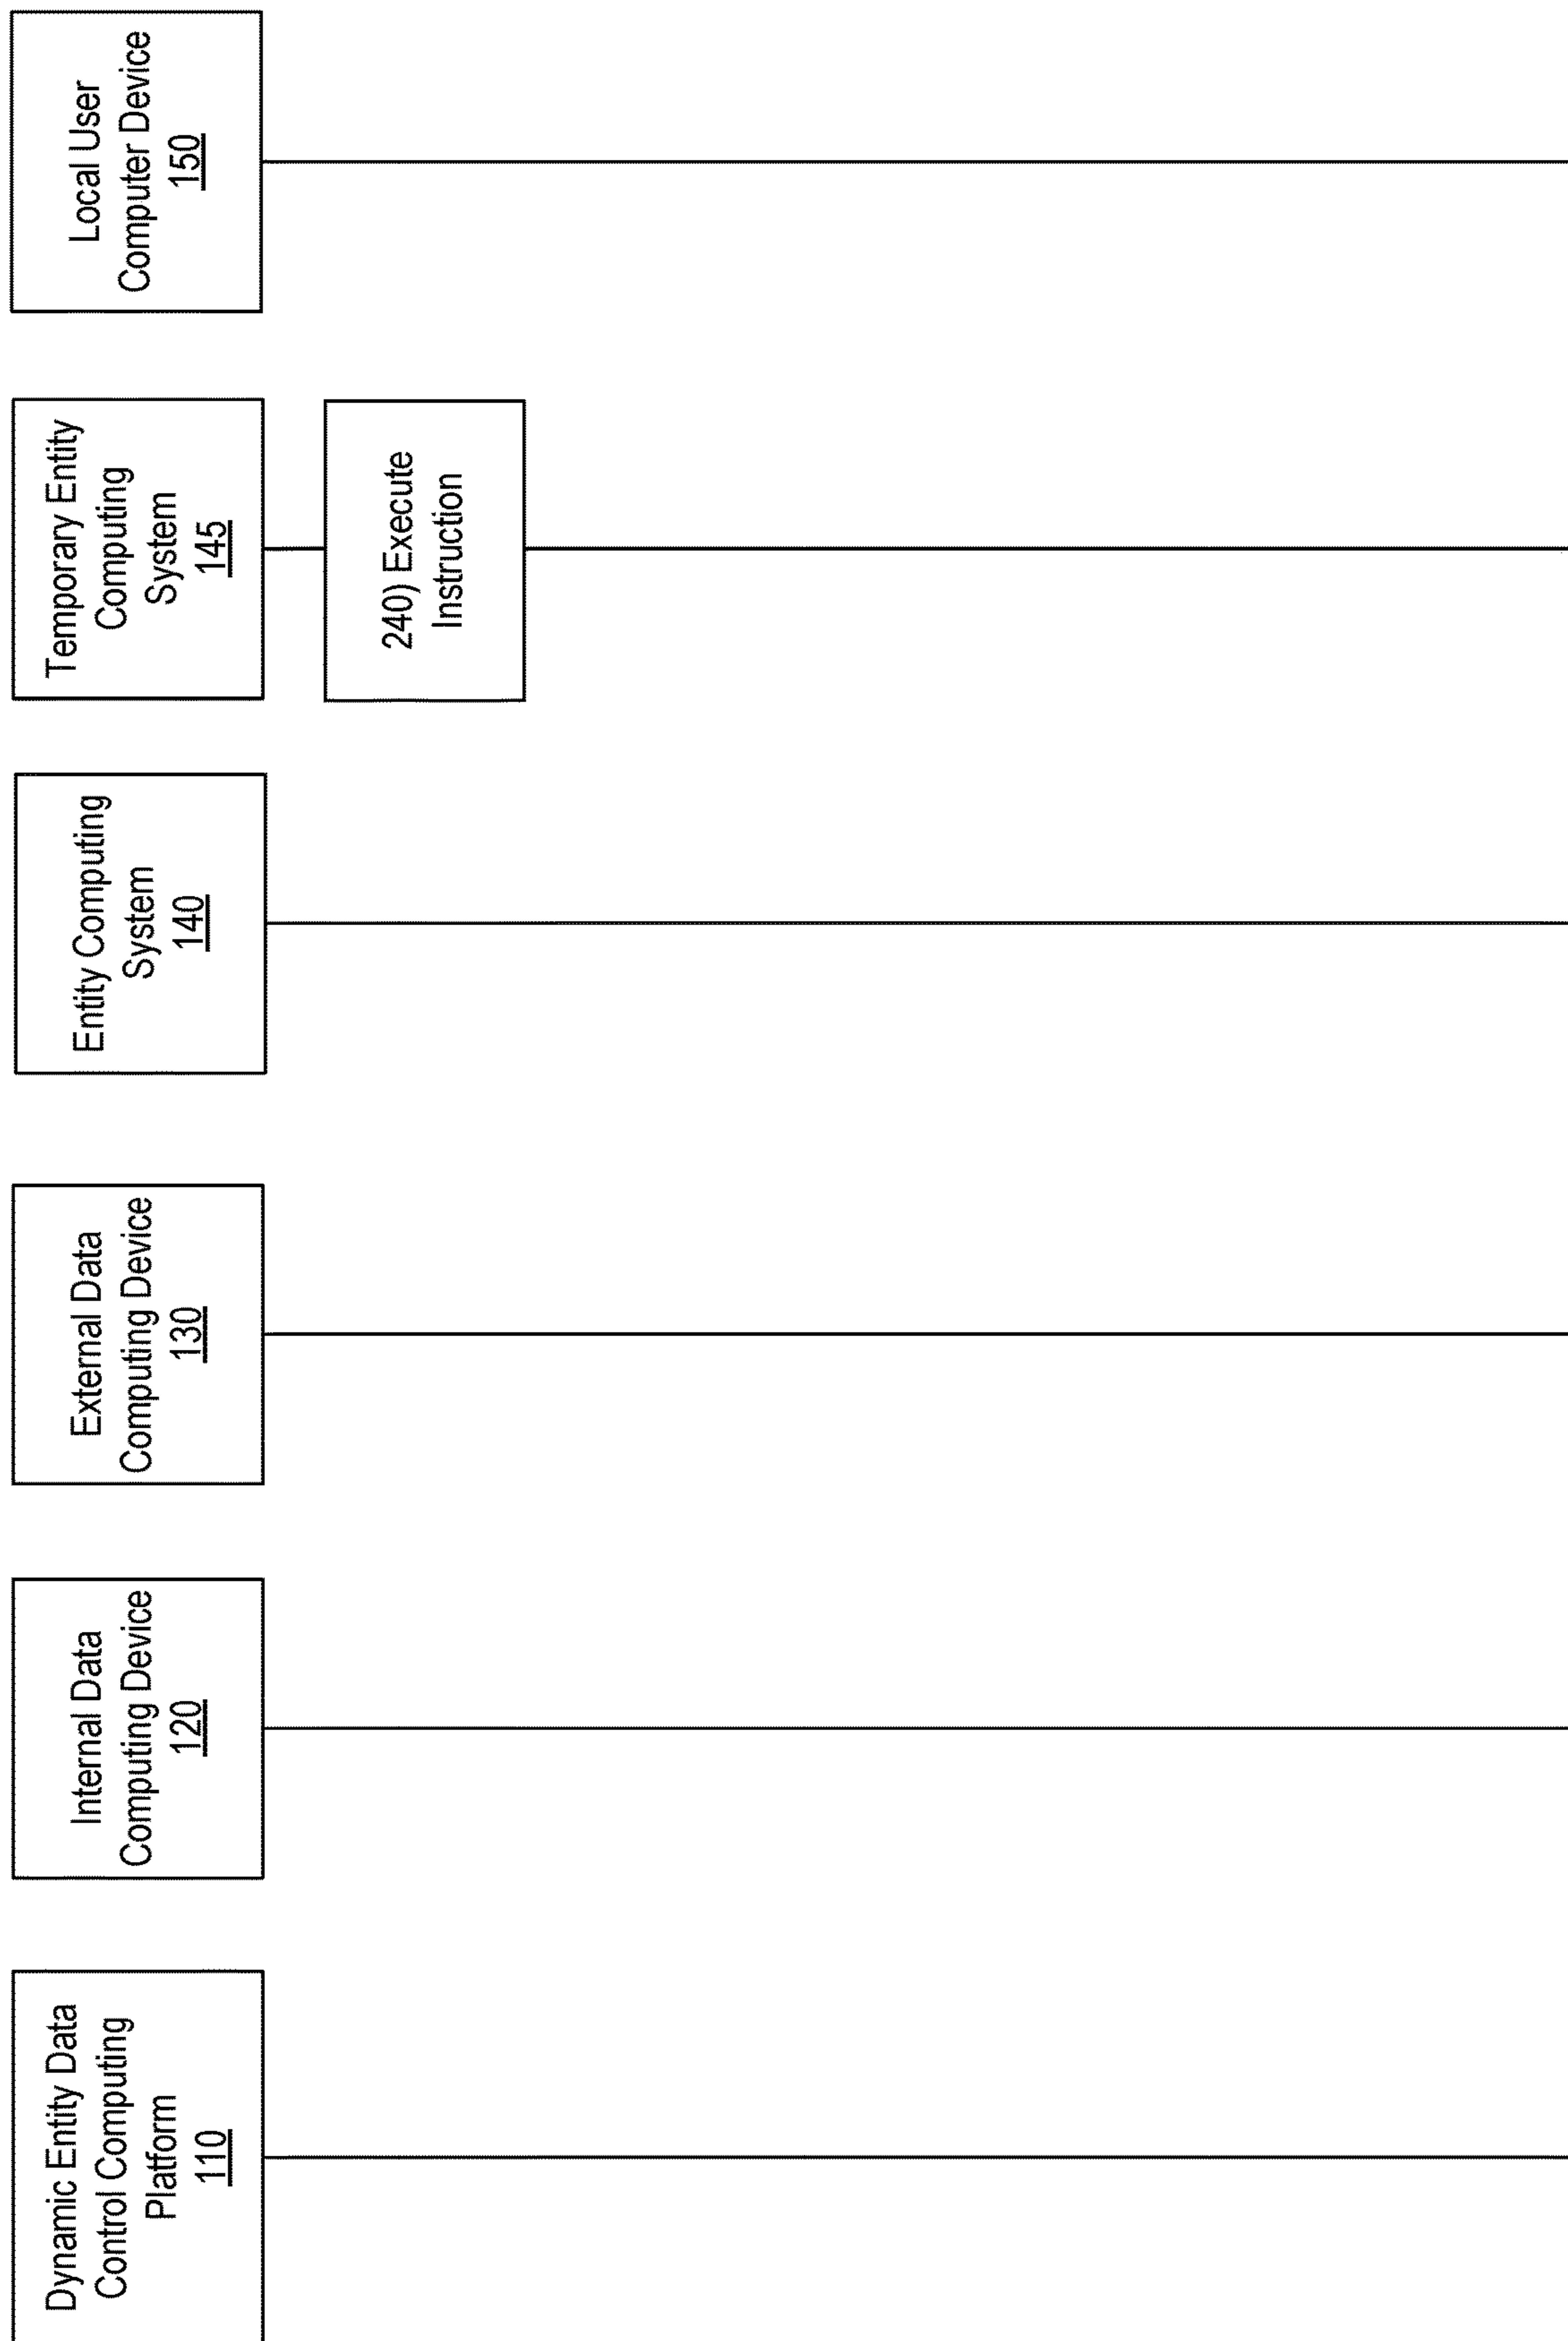 Dynamic Entity Data
Control Computing
Platform
110
Internal Data
Computing Device
120
External Data
Computing Device
130
Entity Computing
System
140
Temporary Entity
Computing
System
145
Local User
Computer Device
150
240) Execute
Instruction